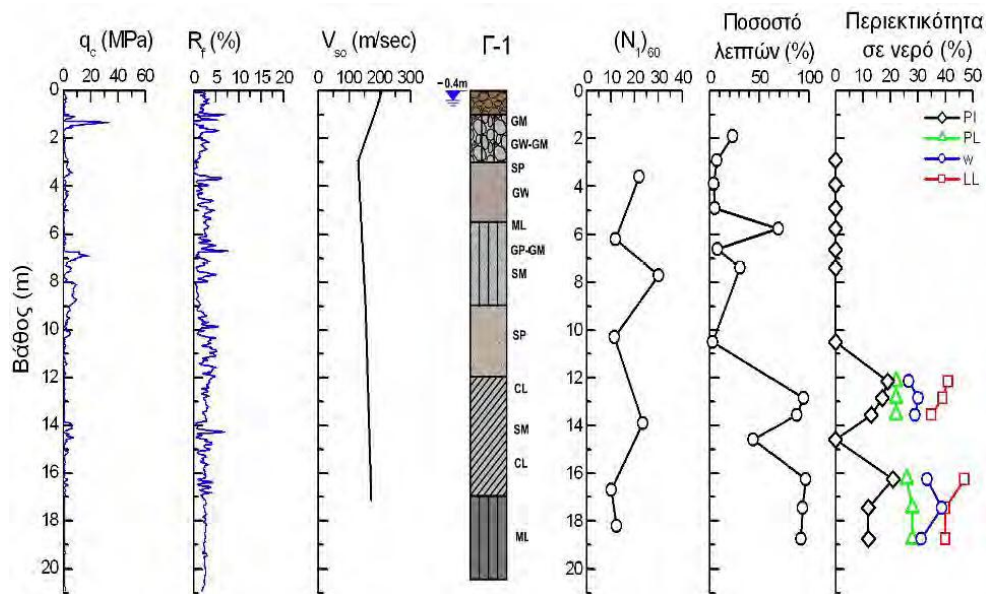 q_c (MPa)
0 20 40 60
R_f (%)
0 5 10 15 20
V_so (m/sec)
0 100 200 300
Γ-1
(N₁)₆₀
0 10 20 30 40
Ποσοστό
λεπτών (%)
0 50 100
Περιεκτικότητα
σε νερό (%)
0 10 20 30 40 50
−0.4m
PI
PL
w
LL
Βάθος (m)
0
2
4
6
8
10
12
14
16
18
20
GM
GW-GM
SP
GW
ML
GP-GM
SM
SP
CL
SM
CL
ML